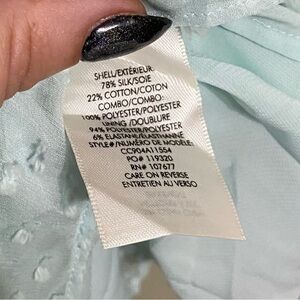 SHELL/EXTÉRIEUR
78% SILK/SOIE
22% COTTON/COTON
COMBO/COMBO:
100% POLYESTER/POLYESTER
LINING /DOUBLURE
94% POLYESTER/POLYESTER
6% ELASTANE/ELASTHANNE
STYLE#/NUMÉRO DE MODÈLE:
CC904A11554
PO# 119320
RN# 107677
CARE ON REVERSE
ENTRETIEN AU VERSO